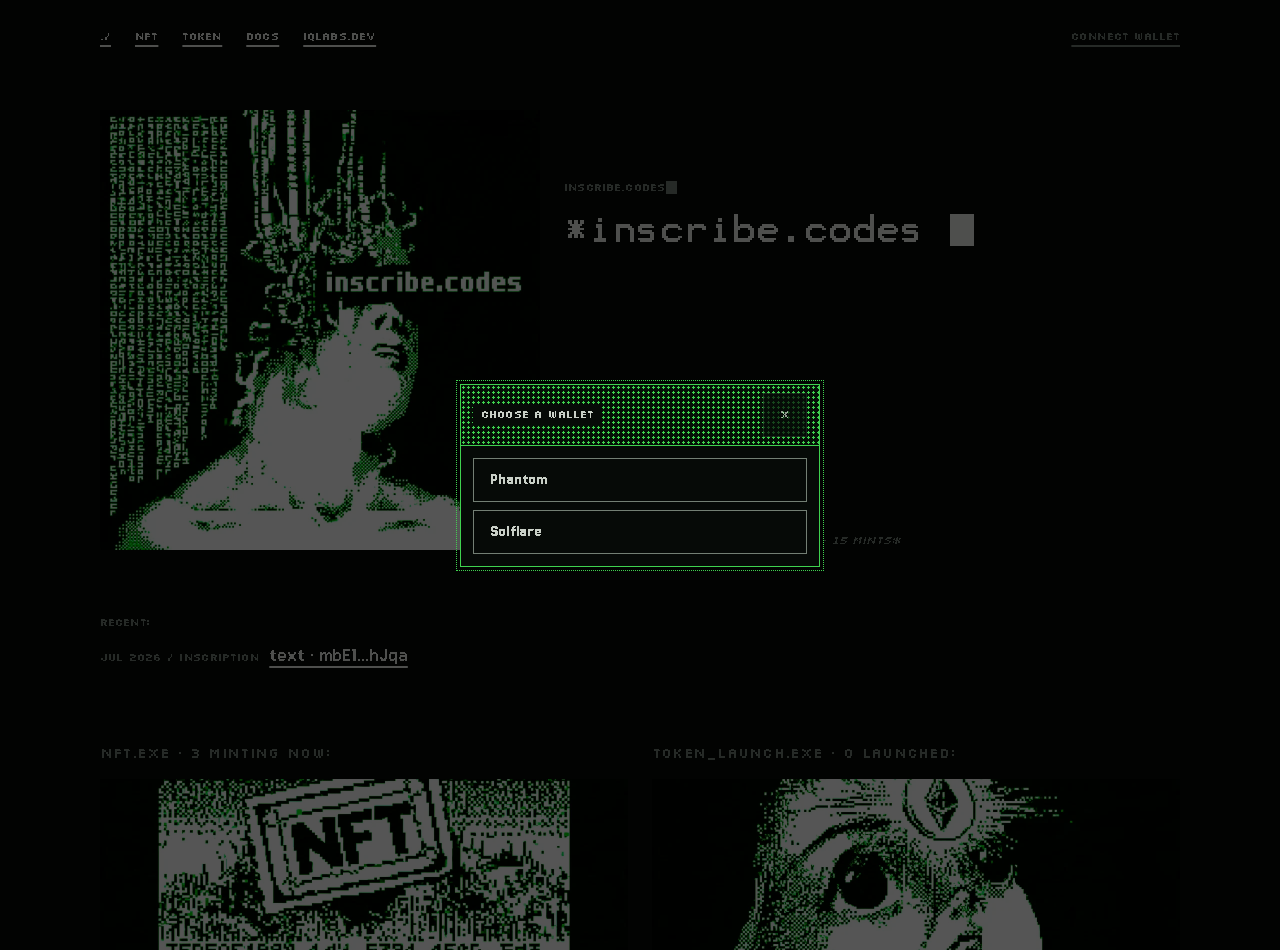 ./ NFT TOKEN DOCS IQLABS.DEV CONNECT WALLET
INSCRIBE.CODES
*inscribe.codes
inscribe.codes
CHOOSE A WALLET X
Phantom
Solflare
15 MINTS*
RECENT:
JUL 2026 / INSCRIPTION text · mbE1...hJqa
NFT.EXE · 3 MINTING NOW:
TOKEN_LAUNCH.EXE · 0 LAUNCHED:
NFT